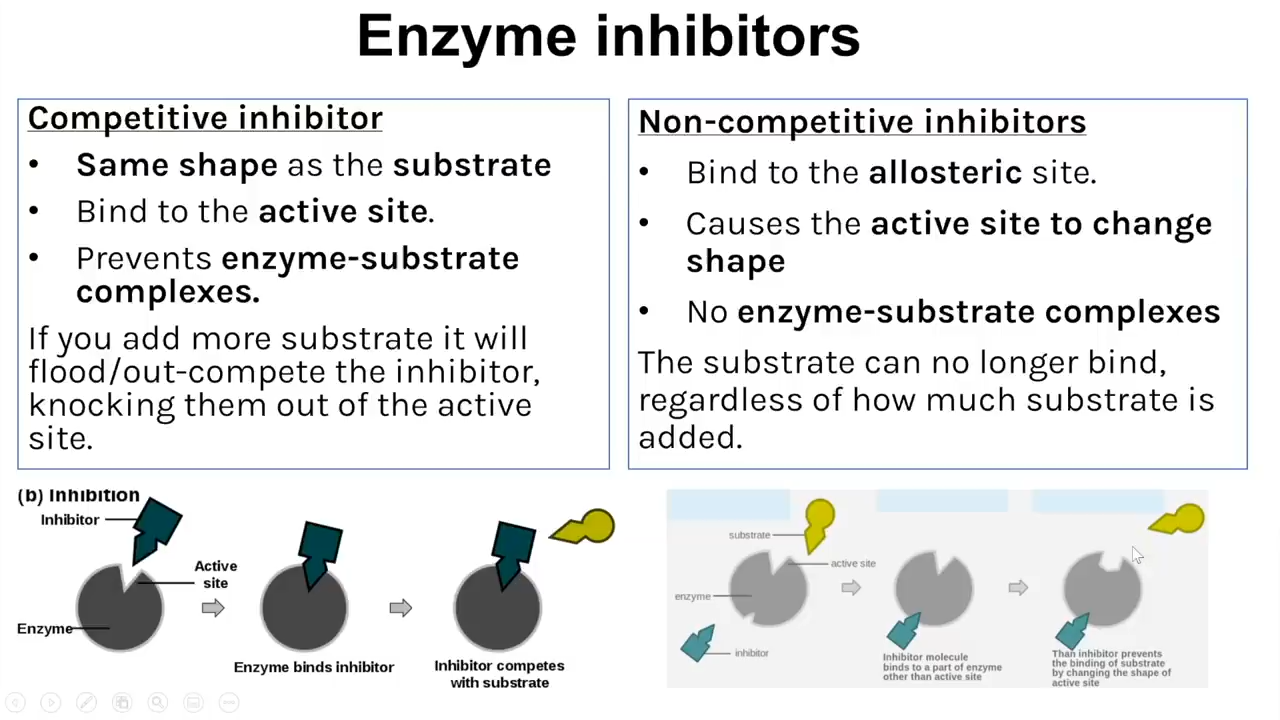 Enzyme inhibitors
Competitive inhibitor
• Same shape as the substrate
• Bind to the active site.
• Prevents enzyme-substrate
complexes.
If you add more substrate it will
flood/out-compete the inhibitor,
knocking them out of the active
site.
Non-competitive inhibitors
• Bind to the allosteric site.
• Causes the active site to change
shape
• No enzyme-substrate complexes
The substrate can no longer bind,
regardless of how much substrate is
added.
(b) Inhibition
Inhibitor
Active
site
Enzyme
Enzyme binds inhibitor
Inhibitor competes
with substrate
substrate
active site
enzyme
inhibitor
Inhibitor molecule
binds to a part of enzyme
other than active site
Than inhibitor prevents
the binding of substrate
by changing the shape of
active site